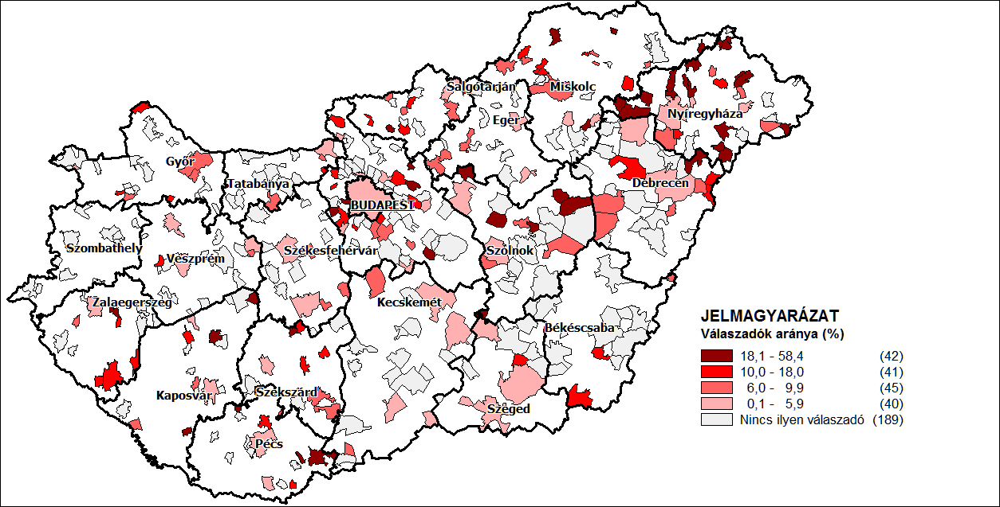 Salgótarján
Miskolc
Nyíregyháza
Eger
Győr
Tatabánya
Debrecen
BUDAPEST
Szombathely
Veszprém
Székesfehérvár
Szolnok
Zalaegerszeg
Kecskemét
Békéscsaba
Kaposvár
Szekszárd
Szeged
Pécs
JELMAGYARÁZAT
Válaszadók aránya (%)
18,1 - 58,4 (42)
10,0 - 18,0 (41)
6,0 - 9,9 (45)
0,1 - 5,9 (40)
Nincs ilyen válaszadó (189)